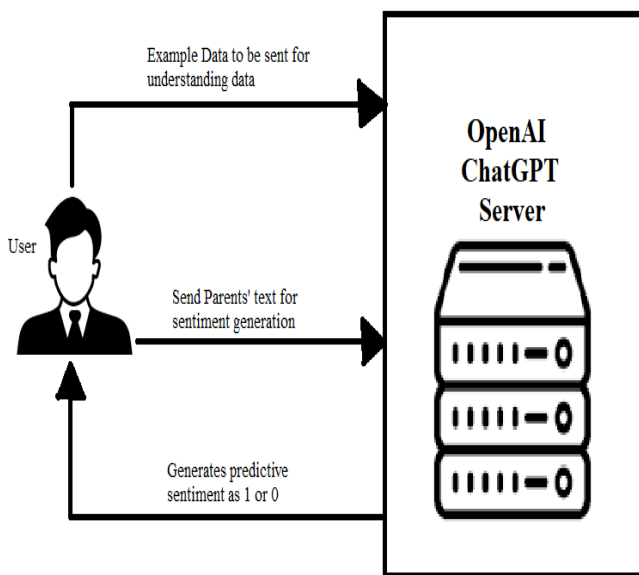 Example Data to be sent for
understanding data
OpenAI
ChatGPT
Server
User
Send Parents' text for
sentiment generation
Generates predictive
sentiment as 1 or 0